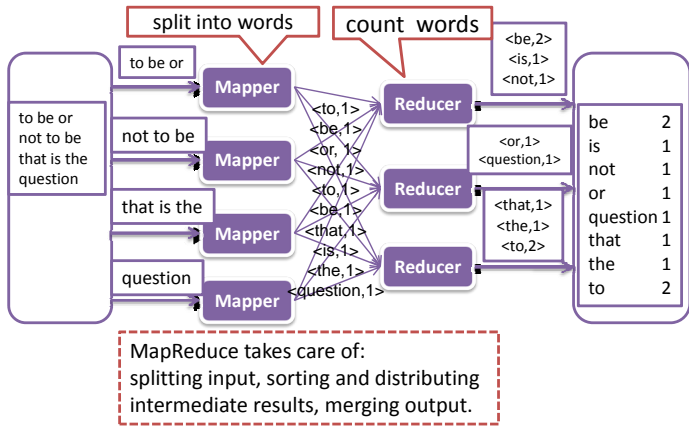 split into words
count words
to be or
not to be
that is the
question
to be or
not to be
that is the
question
Mapper
Mapper
Mapper
Mapper
<to,1>
<be,1>
<or, 1>
<not,1>
<to,1>
<be,1>
<that,1>
<is,1>
<the,1>
<question,1>
Reducer
Reducer
Reducer
<be,2>
<is,1>
<not,1>
<or,1>
<question,1>
<that,1>
<the,1>
<to,2>
be 2
is 1
not 1
or 1
question 1
that 1
the 1
to 2
MapReduce takes care of:
splitting input, sorting and distributing
intermediate results, merging output.